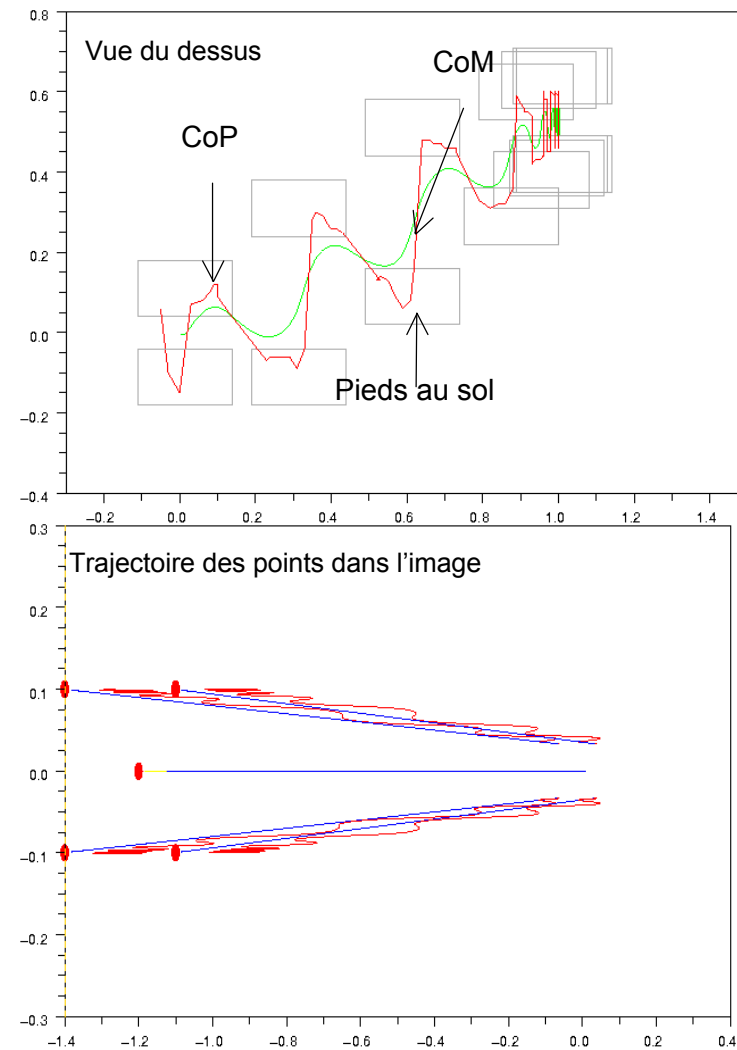 0.8
Vue du dessus
CoM
0.6
CoP
0.4
0.2
0.0
Pieds au sol
−0.2
−0.4
−0.2 0.0 0.2 0.4 0.6 0.8 1.0 1.2 1.4
0.3
Trajectoire des points dans l'image
0.2
0.1
0.0
−0.1
−0.2
−0.3
−1.4 −1.2 −1.0 −0.8 −0.6 −0.4 −0.2 0.0 0.2 0.4